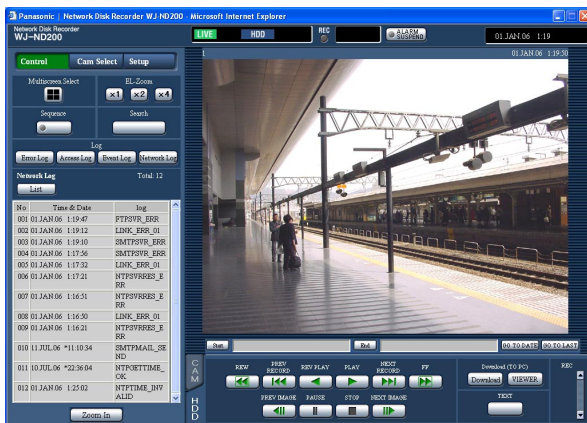 Panasonic | Network Disk Recorder WJ-ND200 - Microsoft Internet Explorer
Network Disk Recorder
WJ-ND200
LIVE HDD REC ALARM SUSPEND 01.JAN.06 1:19
Control Cam Select Setup
1 01.JAN.06 1:19:50
Multiscreen Select EL-Zoom
x1 x2 x4
Sequence Search
Log
Error Log Access Log Event Log Network Log
Network Log Total: 12
List
No Time & Date log
001 01.JAN.06 1:19:47 FTPSVR_ERR
002 01.JAN.06 1:19:12 LINK_ERR_01
003 01.JAN.06 1:19:10 SMTPSVR_ERR
004 01.JAN.06 1:17:56 SMTPSVR_ERR
005 01.JAN.06 1:17:32 LINK_ERR_01
006 01.JAN.06 1:17:21 NTPSVRRES_E
RR
007 01.JAN.06 1:16:51 NTPSVRRES_E
RR
008 01.JAN.06 1:16:50 LINK_ERR_01
009 01.JAN.06 1:16:21 NTPSVRRES_E
RR
010 11.JUL.06 *11:10:34 SMTPMAIL_SE
ND
011 10.JUL.06 *22:36:04 NTPGETTIME_
OK
012 01.JAN.06 1:25:02 NTPTIME_INV
ALID
Zoom In
Start End GO TO DATE GO TO LAST
CAM
HDD
REW PREV RECORD REV PLAY PLAY NEXT RECORD FF
PREV IMAGE PAUSE STOP NEXT IMAGE
Download (TO PC)
Download VIEWER
TEXT
REC